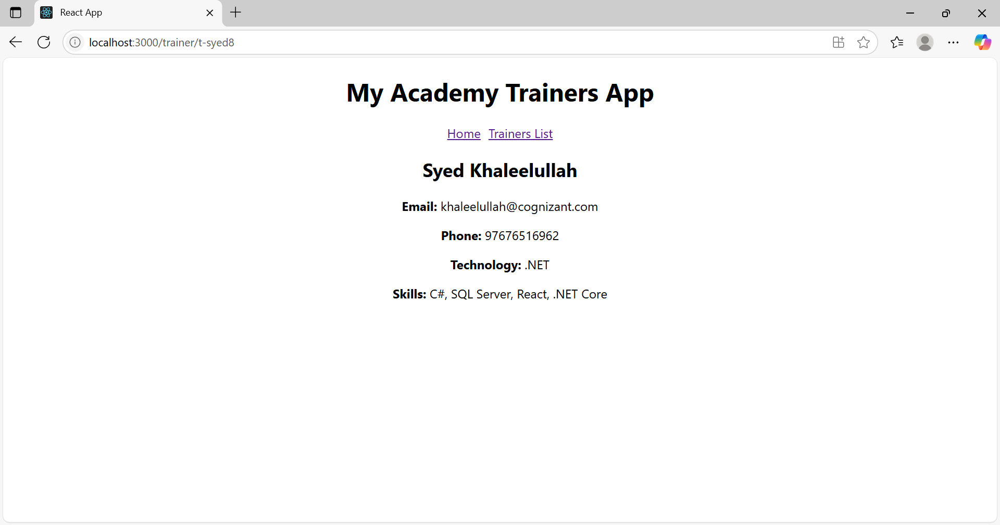 React App
localhost:3000/trainer/t-syed8
My Academy Trainers App
Home Trainers List
Syed Khaleelullah
Email: khaleelullah@cognizant.com
Phone: 97676516962
Technology: .NET
Skills: C#, SQL Server, React, .NET Core